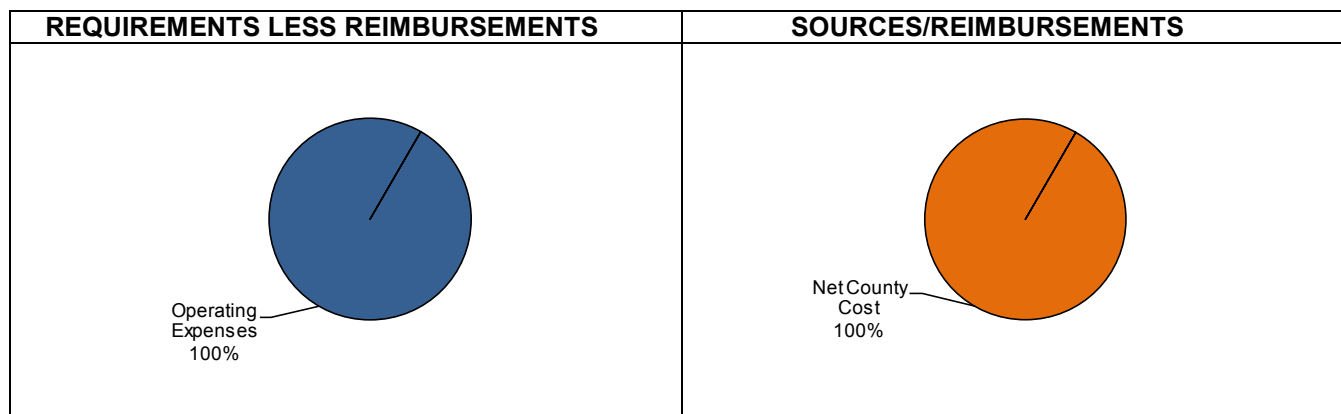 REQUIREMENTS LESS REIMBURSEMENTS
SOURCES/REIMBURSEMENTS
Operating
Expenses
100%
Net County
Cost
100%